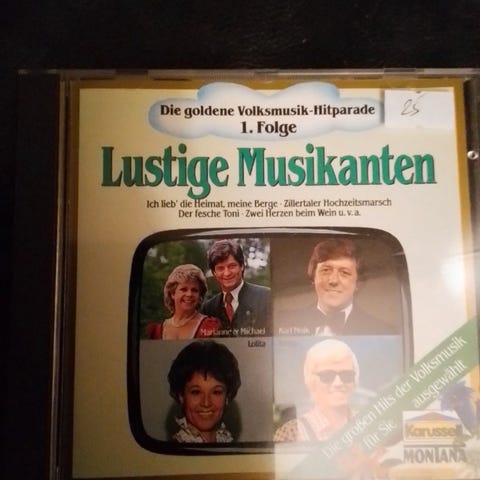 Die goldene Volksmusik-Hitparade
1. Folge
25
Lustige Musikanten
Ich lieb' die Heimat, meine Berge · Zillertaler Hochzeitsmarsch
Der fesche Toni · Zwei Herzen beim Wein u.v.a.
Marianne & Michael
Karl Moik
Lolita
Die großen Hits der Volksmusik
für Sie ausgewählt
Karussell
MONTANA